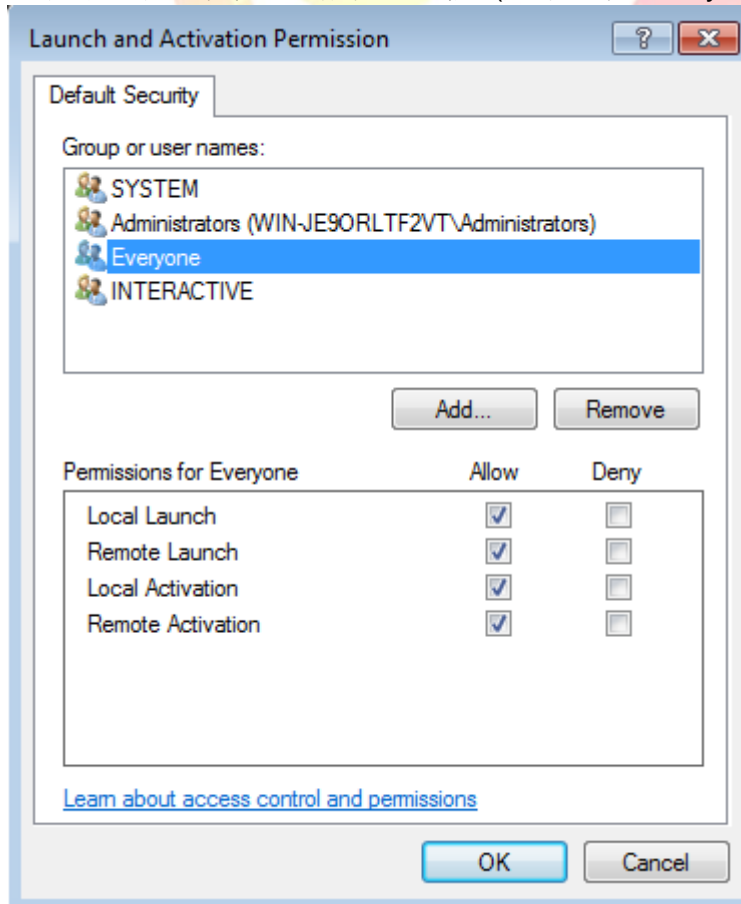 Launch and Activation Permission
Default Security
Group or user names:
SYSTEM
Administrators (WIN-JE9ORLTF2VT\Administrators)
Everyone
INTERACTIVE
Add... Remove
Permissions for Everyone Allow Deny
Local Launch
Remote Launch
Local Activation
Remote Activation
Learn about access control and permissions
OK Cancel